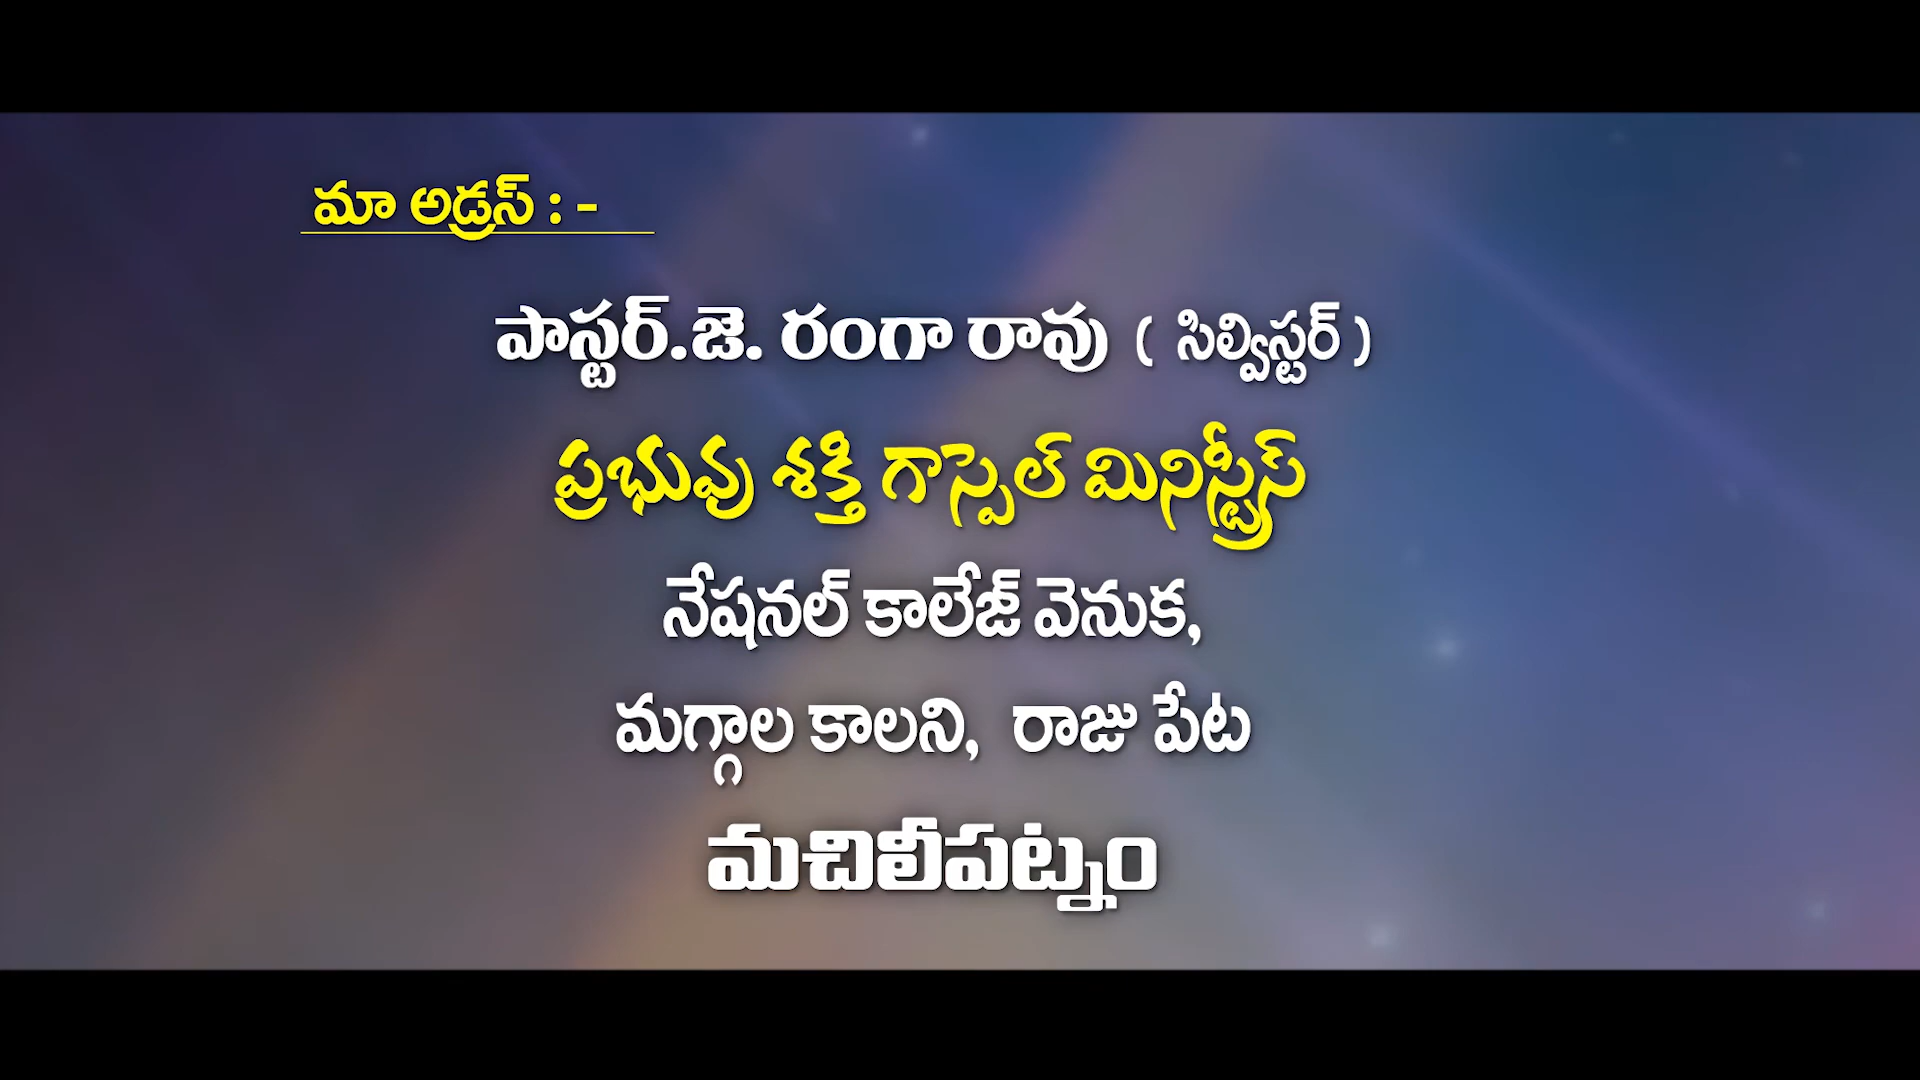 మా అడ్రస్ : -
పాస్టర్.జె. రంగా రావు ( సిల్విస్టర్ )
ప్రభువు శక్తి గాస్పెల్ మినిస్ట్రీస్
నేషనల్ కాలేజ్ వెనుక,
మగ్గాల కాలని, రాజు పేట
మచిలీపట్నం